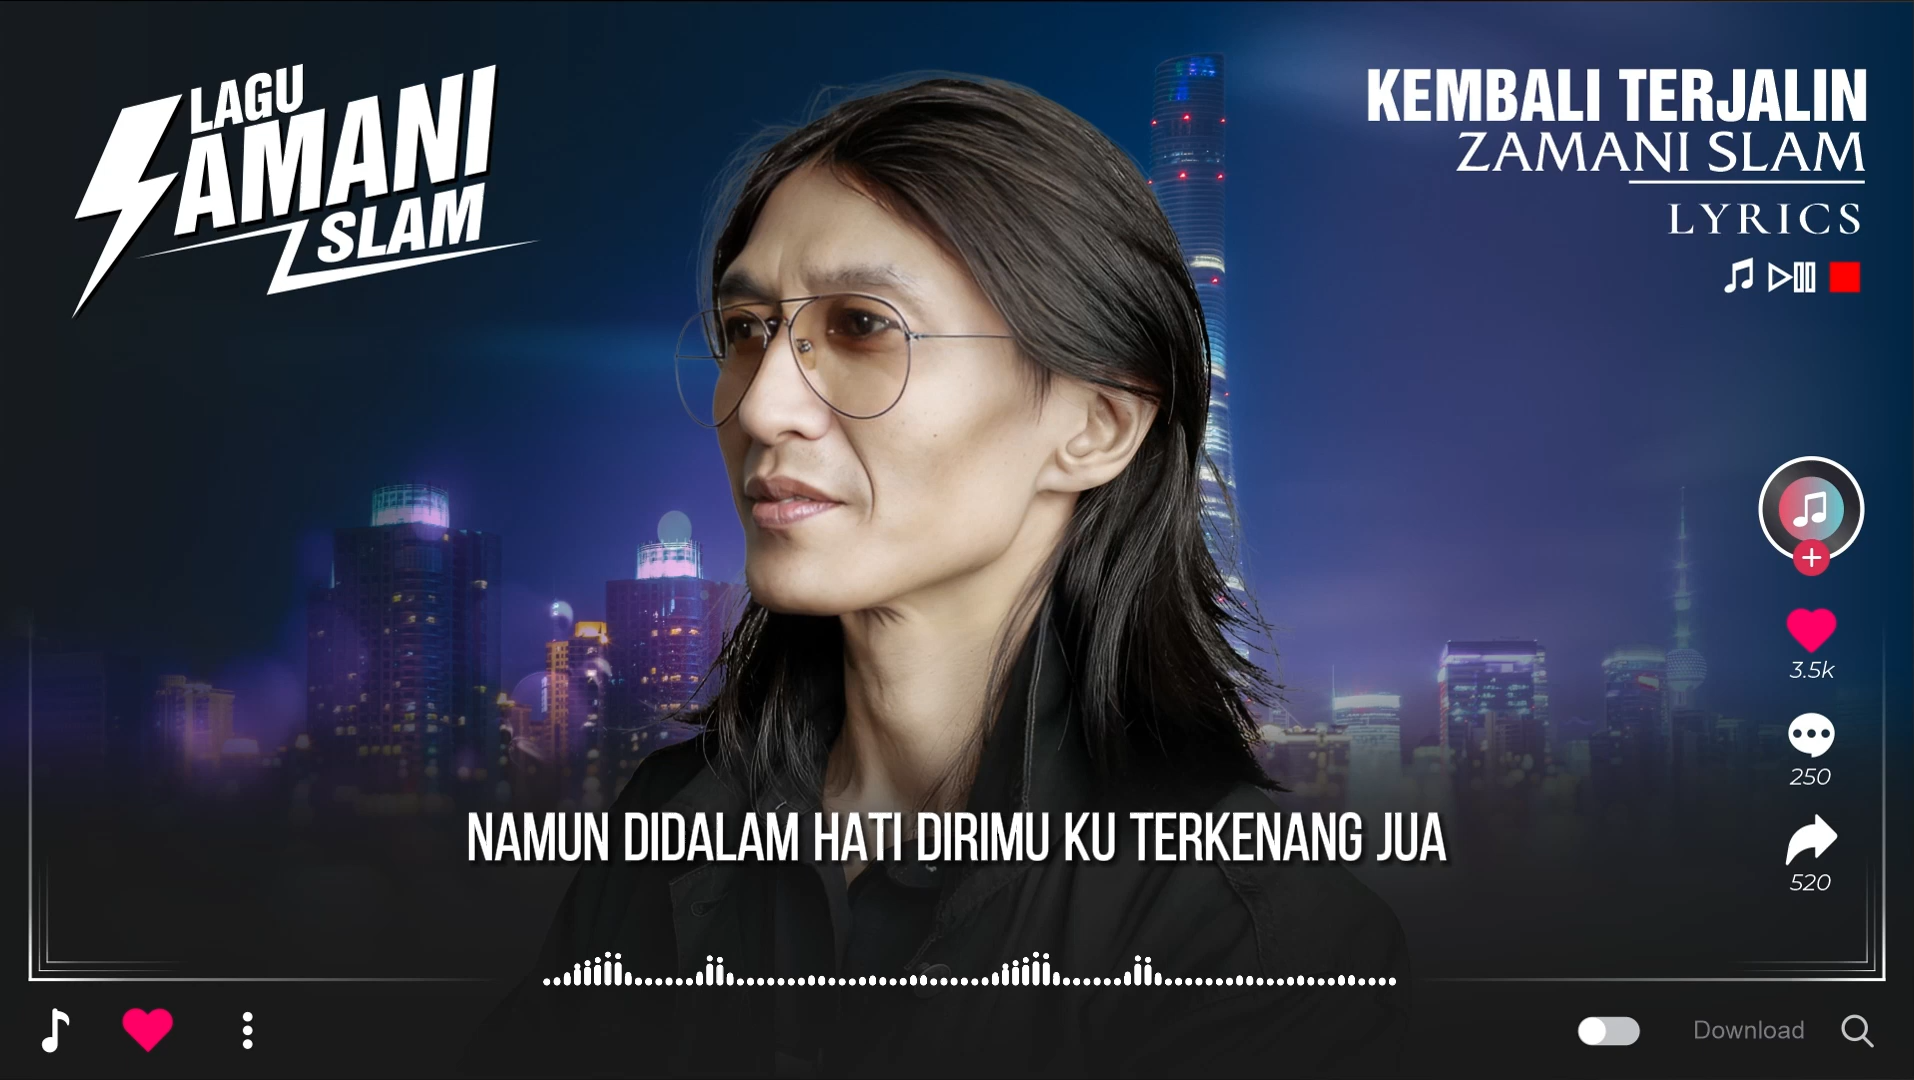 LAGU
ZAMANI
SLAM
KEMBALI TERJALIN
ZAMANI SLAM
LYRICS
3.5k
250
520
NAMUN DIDALAM HATI DIRIMU KU TERKENANG JUA
Download